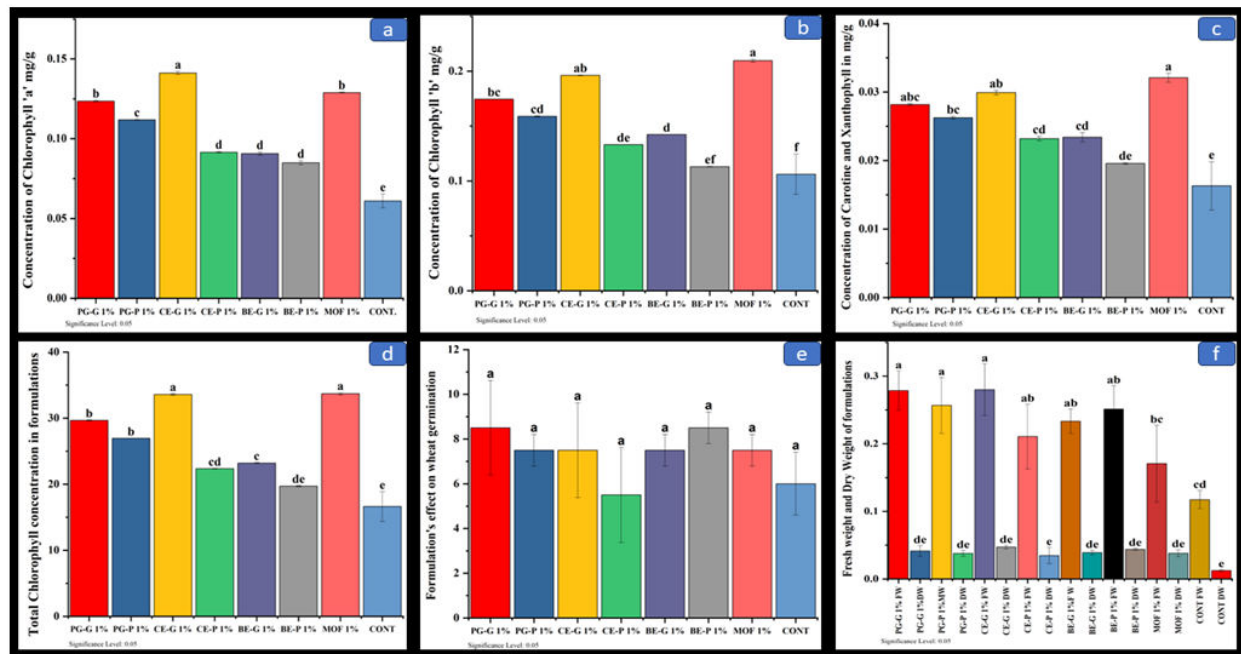 a
Concentration of Chlorophyll 'a' mg/g
0.15
0.10
0.05
0.00
b
c
a
d
d
d
b
e
PG-G 1% PG-P 1% CE-G 1% CE-P 1% BE-G 1% BE-P 1% MOF 1% CONT.
Significance Level: 0.05
b
Concentration of Chlorophyll 'b' mg/g
0.2
0.1
0.0
bc
cd
ab
de
d
ef
a
f
PG-G 1% PG-P 1% CE-G 1% CE-P 1% BE-G 1% BE-P 1% MOF 1% CONT
Significance Level: 0.05
c
Concentration of Carotine and Xanthophyll in mg/g
0.04
0.03
0.02
0.01
0.00
abc
bc
ab
cd
cd
de
a
e
PG-G 1% PG-P 1% CE-G 1% CE-P 1% BE-G 1% BE-P 1% MOF 1% CONT
Significance Level: 0.05
d
Total Chlorophyll concentration in formulations
40
30
20
10
0
b
b
a
cd
c
de
a
e
PG-G 1% PG-P 1% CE-G 1% CE-P 1% BE-G 1% BE-P 1% MOF 1% CONT
Significance Level: 0.05
e
Formulation's effect on wheat germination
12
10
8
6
4
2
0
a
a
a
a
a
a
a
a
PG-G 1% PG-P 1% CE-G 1% CE-P 1% BE-G 1% BE-P 1% MOF 1% CONT
Significance Level: 0.05
f
Fresh weight and Dry Weight of formulations
0.3
0.2
0.1
0.0
a
de
a
de
a
de
ab
e
ab
de
ab
de
bc
de
cd
e
PG-G 1% FW
PG-G 1%DW
PG-P 1%MW
PG-P 1% DW
CE-G 1% FW
CE-G 1% DW
CE-P 1% FW
CE-P 1% DW
BE-G 1%F W
BE-G 1% DW
BE-P 1% FW
BE-P 1% DW
MOF 1% FW
MOF 1% DW
CONT FW
CONT DW
Significance Level: 0.05